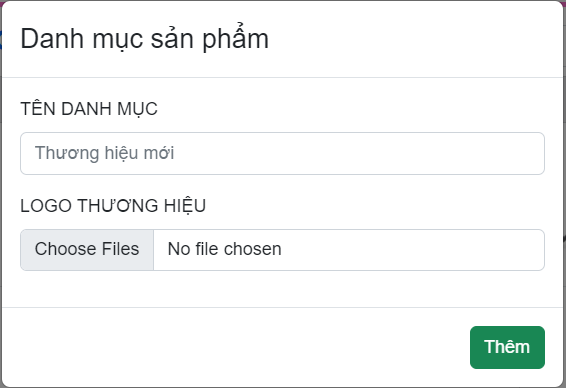 Danh mục sản phẩm
TÊN DANH MỤC
Thương hiệu mới
LOGO THƯƠNG HIỆU
Choose Files No file chosen
Thêm